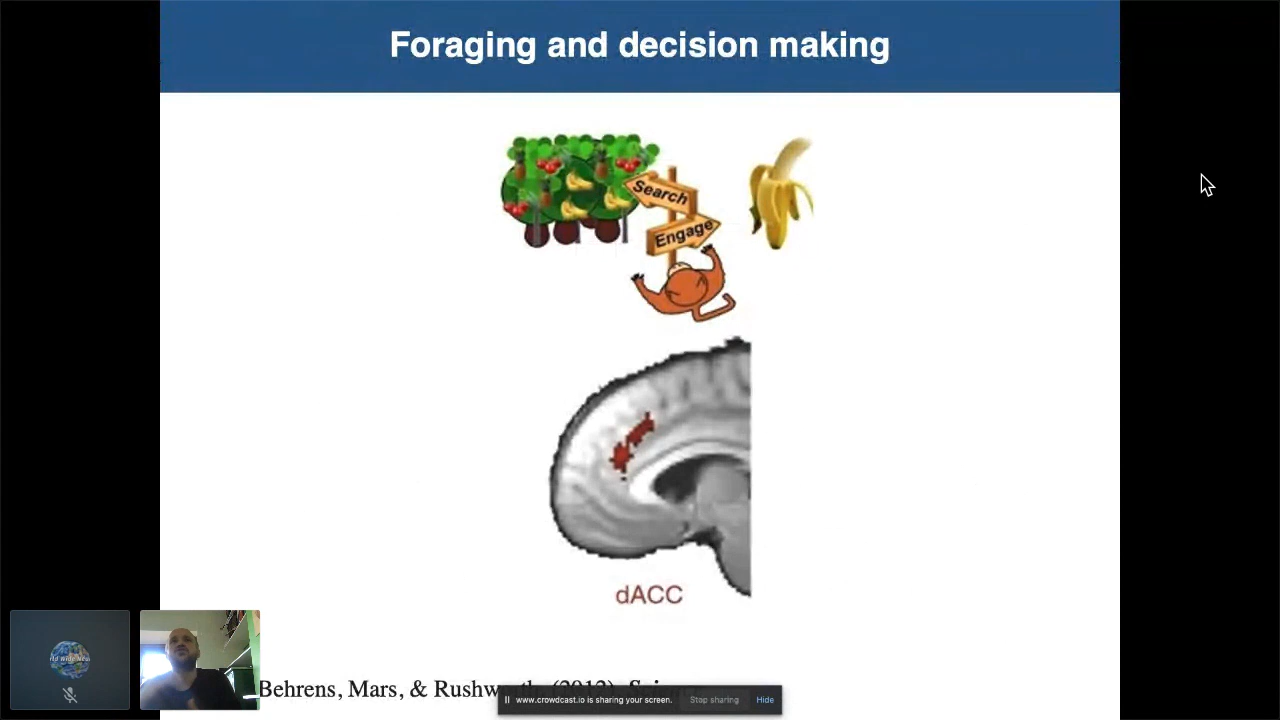 Foraging and decision making
Search
Engage
dACC
Behrens, Mars, & Rushw
www.crowdcast.io is sharing your screen. Stop sharing Hide